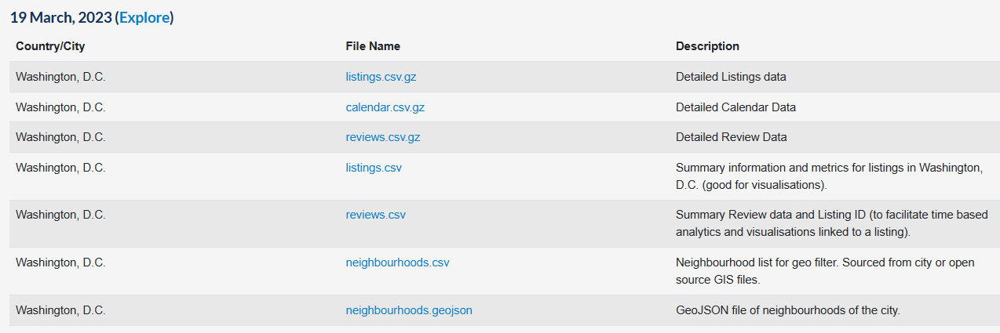 19 March, 2023 (Explore)
Country/City File Name Description
Washington, D.C. listings.csv.gz Detailed Listings data
Washington, D.C. calendar.csv.gz Detailed Calendar Data
Washington, D.C. reviews.csv.gz Detailed Review Data
Washington, D.C. listings.csv Summary information and metrics for listings in Washington,
D.C. (good for visualisations).
Washington, D.C. reviews.csv Summary Review data and Listing ID (to facilitate time based
analytics and visualisations linked to a listing).
Washington, D.C. neighbourhoods.csv Neighbourhood list for geo filter. Sourced from city or open
source GIS files.
Washington, D.C. neighbourhoods.geojson GeoJSON file of neighbourhoods of the city.